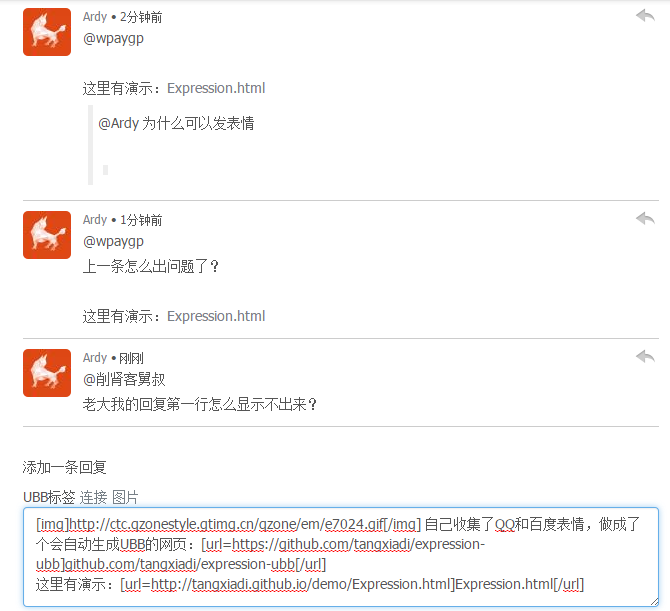 Ardy • 2分钟前
@wpaygp
这里有演示：Expression.html
@Ardy 为什么可以发表情
Ardy • 1分钟前
@wpaygp
上一条怎么出问题了？
这里有演示：Expression.html
Ardy • 刚刚
@削肾客舅叔
老大我的回复第一行怎么显示不出来？
添加一条回复
UBB标签 连接 图片
[img]http://ctc.qzonestyle.gtimg.cn/qzone/em/e7024.gif[/img] 自己收集了QQ和百度表情，做成了
个会自动生成UBB的网页：[url=https://github.com/tangxiadi/expression-
ubb]github.com/tangxiadi/expression-ubb[/url]
这里有演示：[url=http://tangxiadi.github.io/demo/Expression.html]Expression.html[/url]